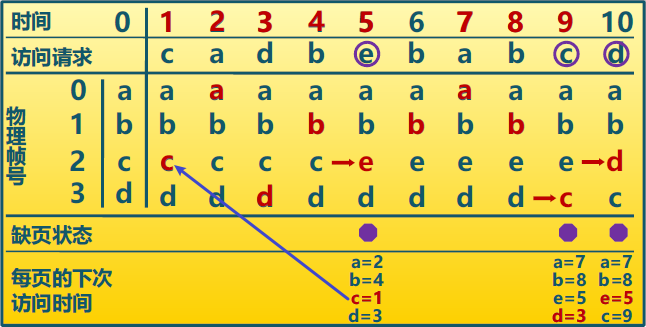 时间 0 1 2 3 4 5 6 7 8 9 10
访问请求 c a d b e b a b c d
物理帧号
0 a a a a a a a a a a a
1 b b b b b b b b b b b
2 c c c c c e e e e e d
3 d d d d d d d d d c c
缺页状态
每页的下次访问时间
a=2 a=7 a=7
b=4 b=8 b=8
c=1 e=5 e=5
d=3 d=3 c=9